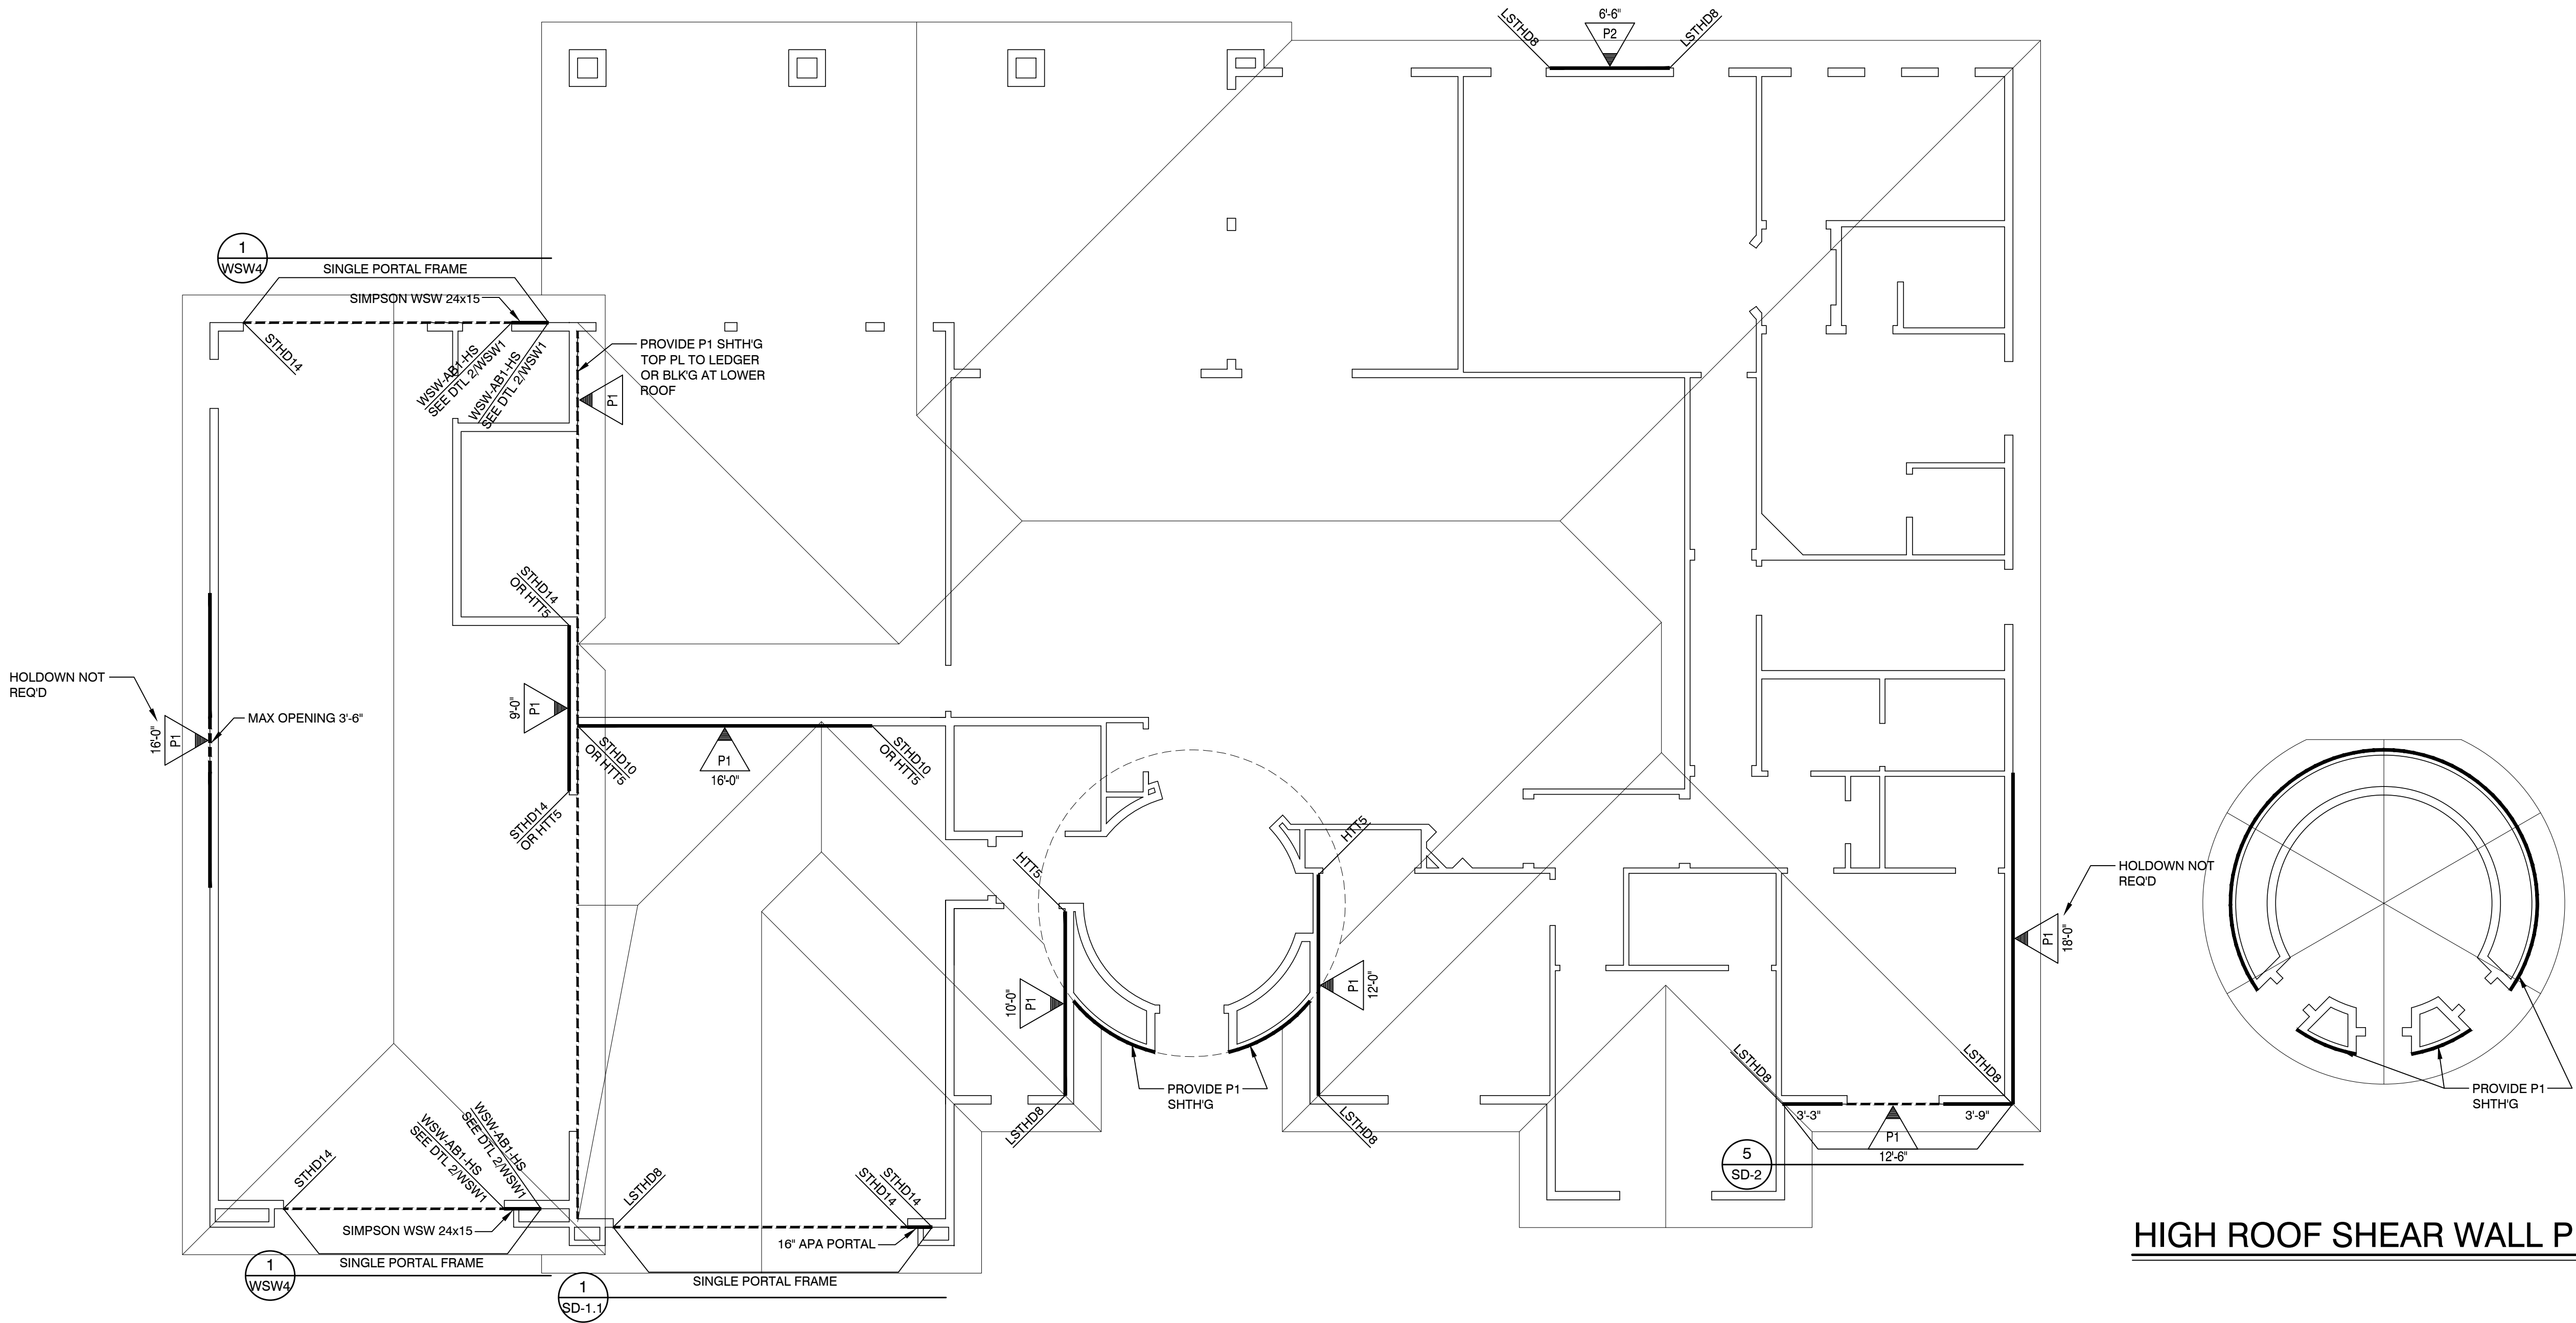 6'-6"
P2
LSTHD8
LSTHD8
1
WSW4
SINGLE PORTAL FRAME
SIMPSON WSW 24x15
STHD14
WSW-AB1-HS
SEE DTL 2/WSW1
WSW-AB1-HS
SEE DTL 2/WSW1
PROVIDE P1 SHTH'G
TOP PL TO LEDGER
OR BLK'G AT LOWER
ROOF
P1
STHD14
OR HTT5
HOLDOWN NOT
REQ'D
16'-0"
P1
MAX OPENING 3'-6"
9'-0"
P1
STHD14
OR HTT5
STHD10
OR HTT5
P1
16'-0"
STHD10
OR HTT5
HTT5
HTT5
10'-0"
P1
P1
12'-0"
LSTHD8
LSTHD8
PROVIDE P1
SHTH'G
HOLDOWN NOT
REQ'D
P1
18'-0"
LSTHD8
LSTHD8
3'-3"
3'-9"
P1
12'-6"
5
SD-2
PROVIDE P1
SHTH'G
STHD14
WSW-AB1-HS
SEE DTL 2/WSW1
WSW-AB1-HS
SEE DTL 2/WSW1
SIMPSON WSW 24x15
SINGLE PORTAL FRAME
1
WSW4
LSTHD8
STHD14
STHD14
16" APA PORTAL
SINGLE PORTAL FRAME
1
SD-1.1
HIGH ROOF SHEAR WALL P